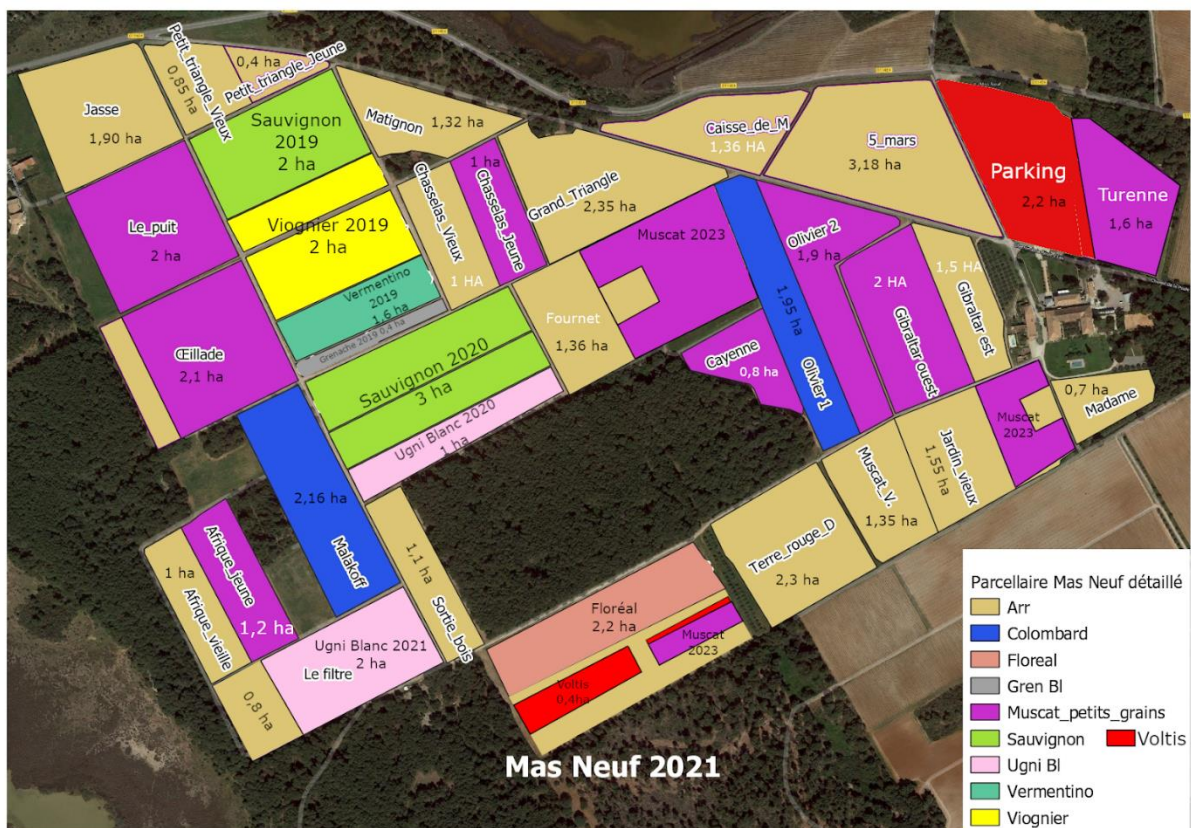 Jasse
1,90 ha
Petit_triangle_Vieux
0,85 ha
0,4 ha
Petit_triangle_Jeune
Sauvignon
2019
2 ha
Matignon
1,32 ha
Caisse_de_M
1,36 HA
5_mars
3,18 ha
Parking
2,2 ha
Turenne
1,6 ha
Le_puit
2 ha
Viognier 2019
2 ha
Chasselas_Vieux
1 HA
1 ha
Chasselas_Jeune
Grand_Triangle
2,35 ha
Muscat 2023
Olivier 2
1,9 ha
2 HA
Gibraltar ouest
1,5 HA
Gibraltar est
Vermentino
2019
1,6 ha
Grenache 2019 0,4 ha
Œillade
2,1 ha
Sauvignon 2020
3 ha
Fournet
1,36 ha
1,95 ha
Olivier 1
Cayenne
0,8 ha
Ugni Blanc 2020
1 ha
Muscat
2023
0,7 ha
Madame
Jardin_vieux
1,55 ha
Muscat_V.
1,35 ha
Terre_rouge_D
2,3 ha
2,16 ha
Malakoff
1,1 ha
Sortie_bois
Afrique_jeune
1,2 ha
1 ha
Afrique_vieille
Ugni Blanc 2021
2 ha
Le filtre
0,8 ha
Floréal
2,2 ha
Muscat
2023
Voltis
0,4ha
Mas Neuf 2021
Parcellaire Mas Neuf détaillé
Arr
Colombard
Floreal
Gren Bl
Muscat_petits_grains
Sauvignon
Voltis
Ugni Bl
Vermentino
Viognier